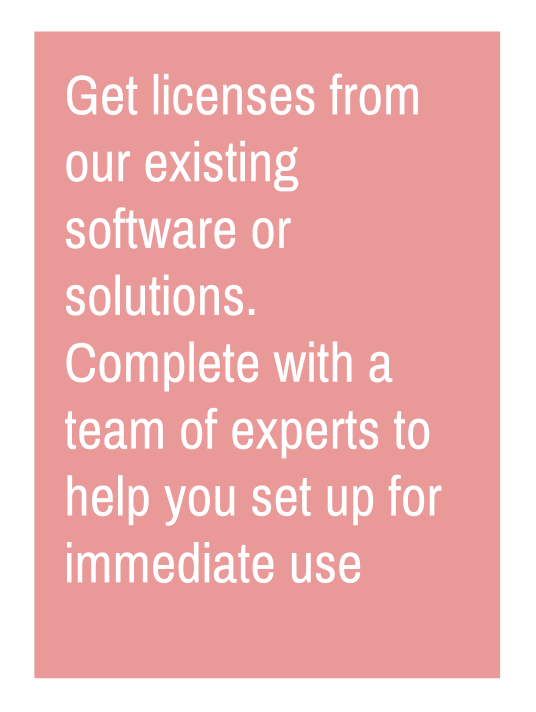 Get licenses from
our existing
software or
solutions.
Complete with a
team of experts to
help you set up for
immediate use